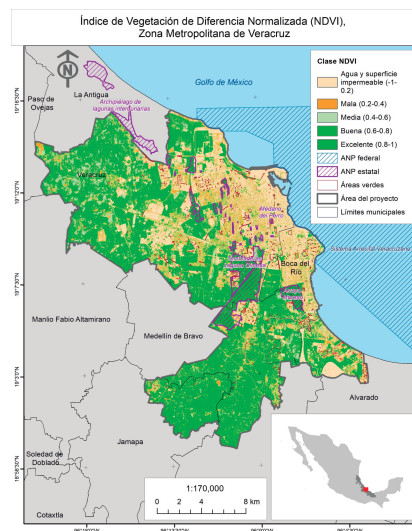 Índice de Vegetación de Diferencia Normalizada (NDVI),
Zona Metropolitana de Veracruz
Clase NDVI
Agua y superficie
impermeable (-1-
0.2)
Mala (0.2-0.4)
Media (0.4-0.6)
Buena (0.6-0.8)
Excelente (0.8-1)
ANP federal
ANP estatal
Áreas verdes
Área del proyecto
Límites municipales
N
Golfo de México
Paso de
Ovejas
La Antigua
Archipiélago de
lagunas interdunarias
Veracruz
Médano
del Perro
Sistema Arrecifal Veracruzano
Boca del
Río
Arroyo
Moreno
Manlio Fabio Altamirano
Medellín de Bravo
Alvarado
Jamapa
Soledad de
Doblado
Cotaxtla
1:170,000
0 2 4 8 km